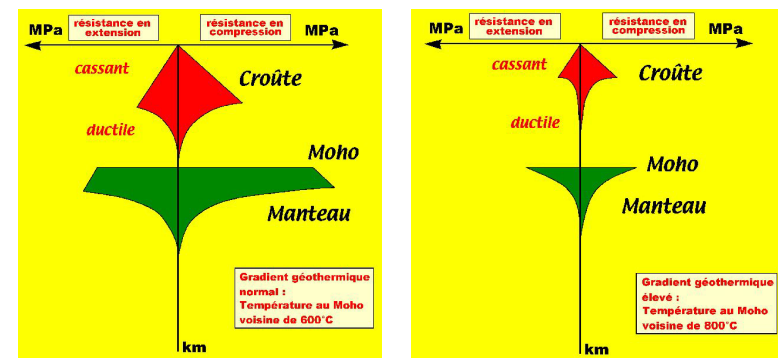 MPa
résistance en
extension
résistance en
compression
MPa
cassant
Croûte
ductile
Moho
Manteau
Gradient géothermique
normal :
Température au Moho
voisine de 600°C
km
MPa
résistance en
extension
résistance en
compression
MPa
cassant
Croûte
ductile
Moho
Manteau
Gradient géothermique
élevé :
Température au Moho
voisine de 800°C
km